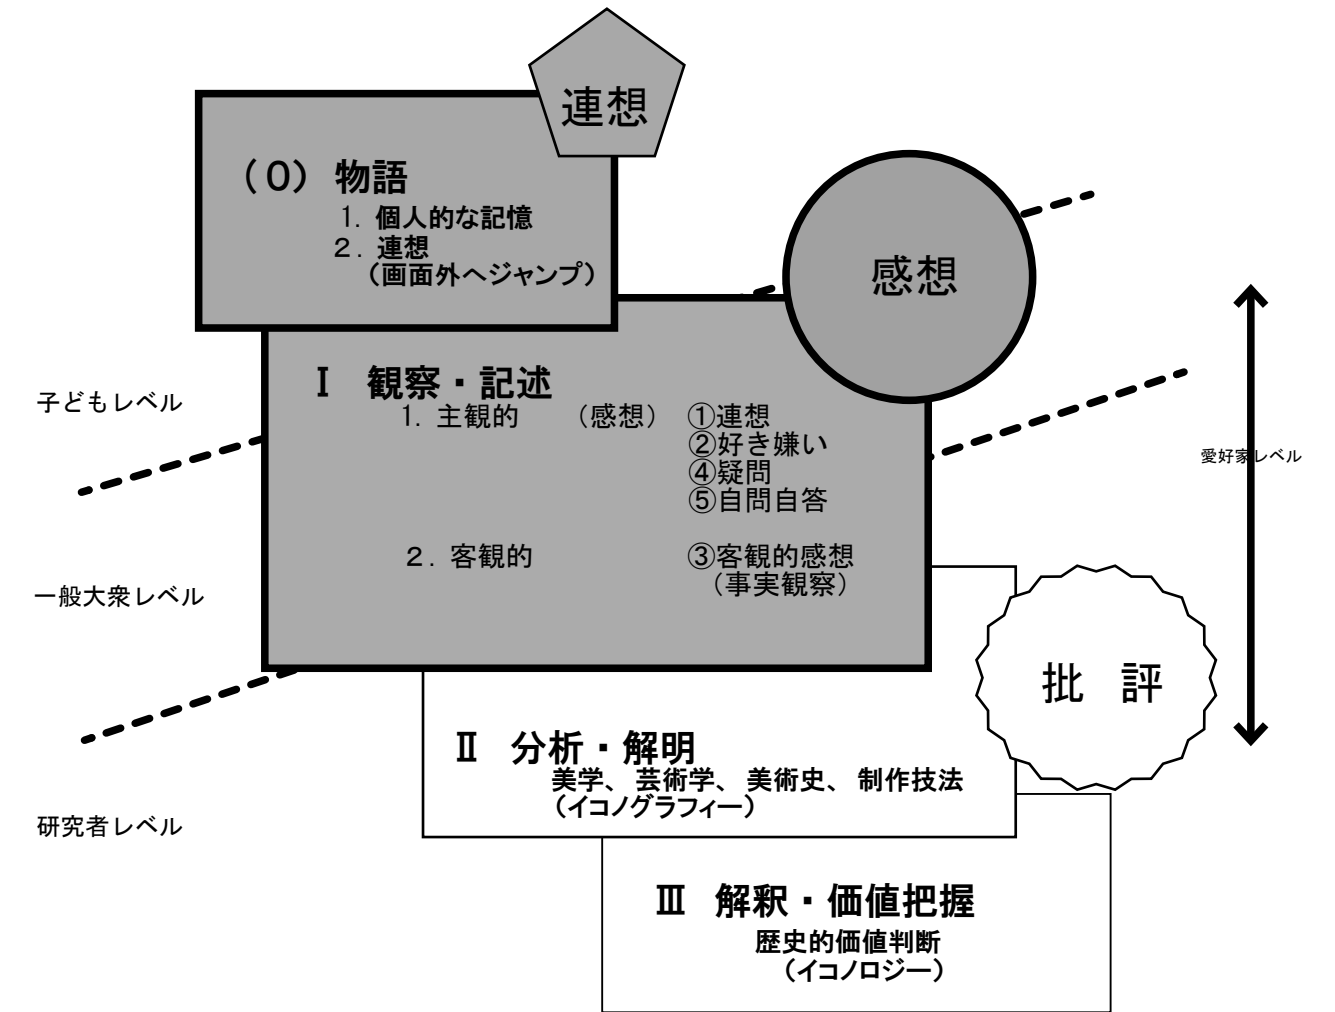 連想
(0) 物語
1. 個人的な記憶
2. 連想
(画面外へジャンプ)
感想
Ⅰ 観察・記述
1. 主観的 (感想) ①連想
②好き嫌い
④疑問
⑤自問自答
2. 客観的 ③客観的感想
(事実観察)
子どもレベル
一般大衆レベル
研究者レベル
愛好家レベル
批 評
Ⅱ 分析・解明
美学、芸術学、美術史、制作技法
(イコノグラフィー)
Ⅲ 解釈・価値把握
歴史的価値判断
(イコノロジー)